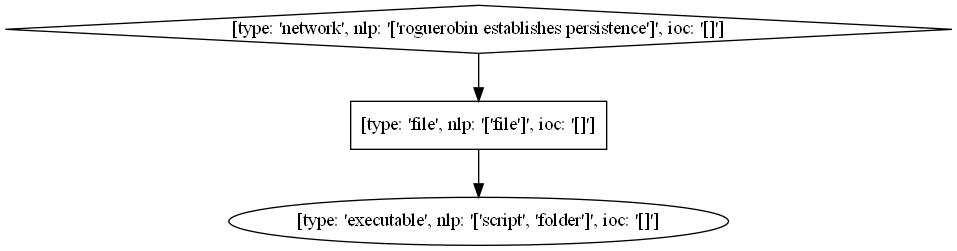 [type: 'network', nlp: '['roguerobin establishes persistence']', ioc: '[]']
[type: 'file', nlp: '['file']', ioc: '[]']
[type: 'executable', nlp: '['script', 'folder']', ioc: '[]']